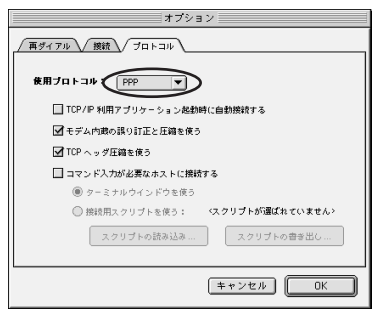 オプション
再ダイアル 接続 プロトコル
使用プロトコル： PPP
TCP/IP 利用アプリケーション起動時に自動接続する
モデム内蔵の誤り訂正と圧縮を使う
TCP ヘッダ圧縮を使う
コマンド入力が必要なホストに接続する
ターミナルウインドウを使う
接続用スクリプトを使う： <スクリプトが選ばれていません>
スクリプトの読み込み... スクリプトの書き出し...
キャンセル OK